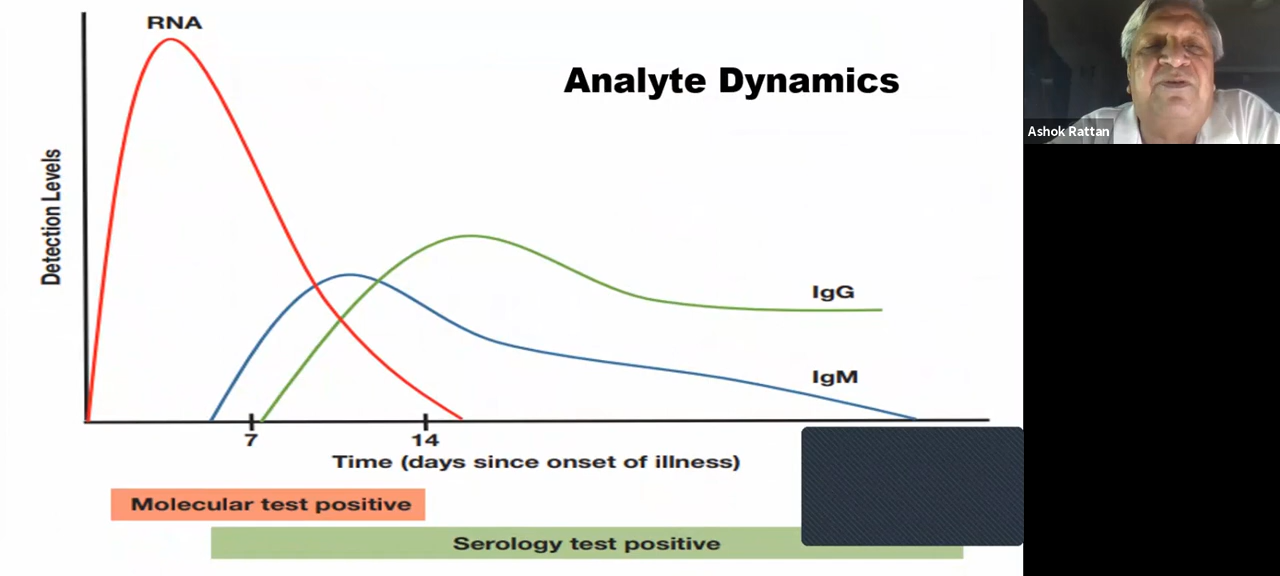 RNA
Analyte Dynamics
Ashok Rattan
Detection Levels
IgG
IgM
7
14
Time (days since onset of illness)
Molecular test positive
Serology test positive